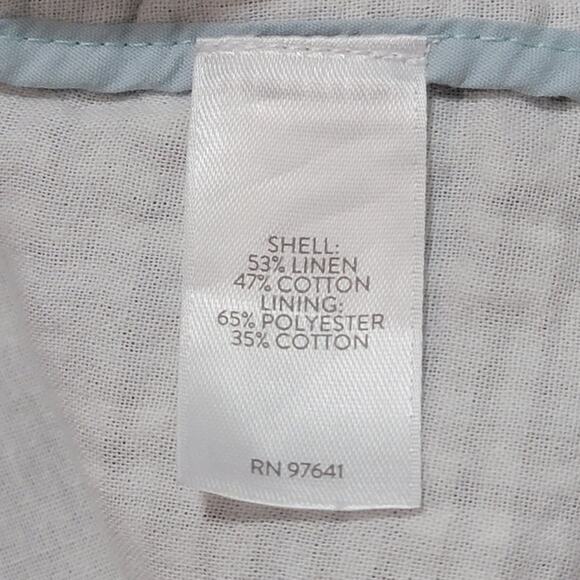 SHELL:
53% LINEN
47% COTTON
LINING:
65% POLYESTER
35% COTTON
RN 97641